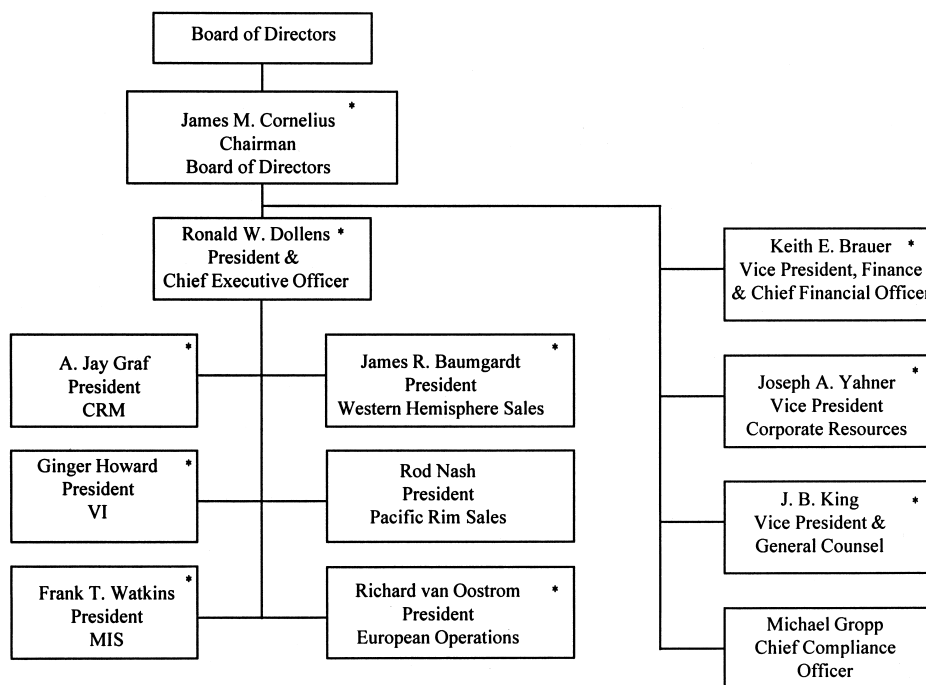 Board of Directors
James M. Cornelius *
Chairman
Board of Directors
Ronald W. Dollens *
President &
Chief Executive Officer
A. Jay Graf *
President
CRM
James R. Baumgardt *
President
Western Hemisphere Sales
Ginger Howard *
President
VI
Rod Nash
President
Pacific Rim Sales
Frank T. Watkins *
President
MIS
Richard van Oostrom *
President
European Operations
Keith E. Brauer *
Vice President, Finance
& Chief Financial Officer
Joseph A. Yahner *
Vice President
Corporate Resources
J. B. King *
Vice President &
General Counsel
Michael Gropp
Chief Compliance
Officer